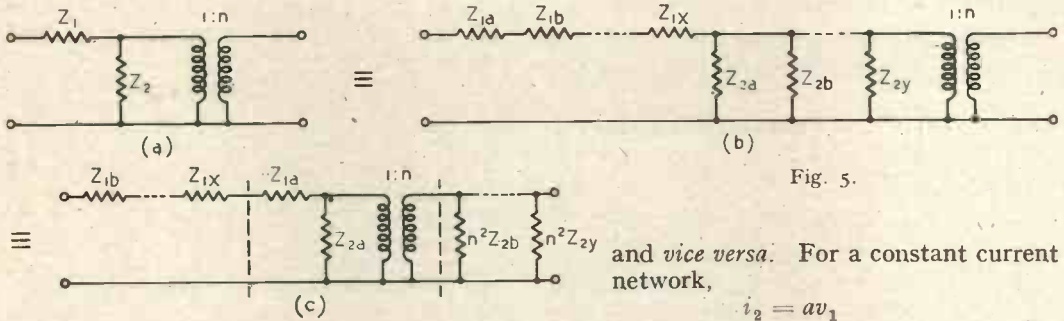 Z₁ 1:n
Z₂
(a)
≡
Z₁ₐ Z₁b Z₁ₓ 1:n
Z₂ₐ Z₂b Z₂y
(b)
Fig. 5.
≡
Z₁b Z₁ₓ Z₁ₐ 1:n
Z₂ₐ n²Z₂b n²Z₂y
(c)
and vice versa. For a constant current
network,
i₂ = av₁